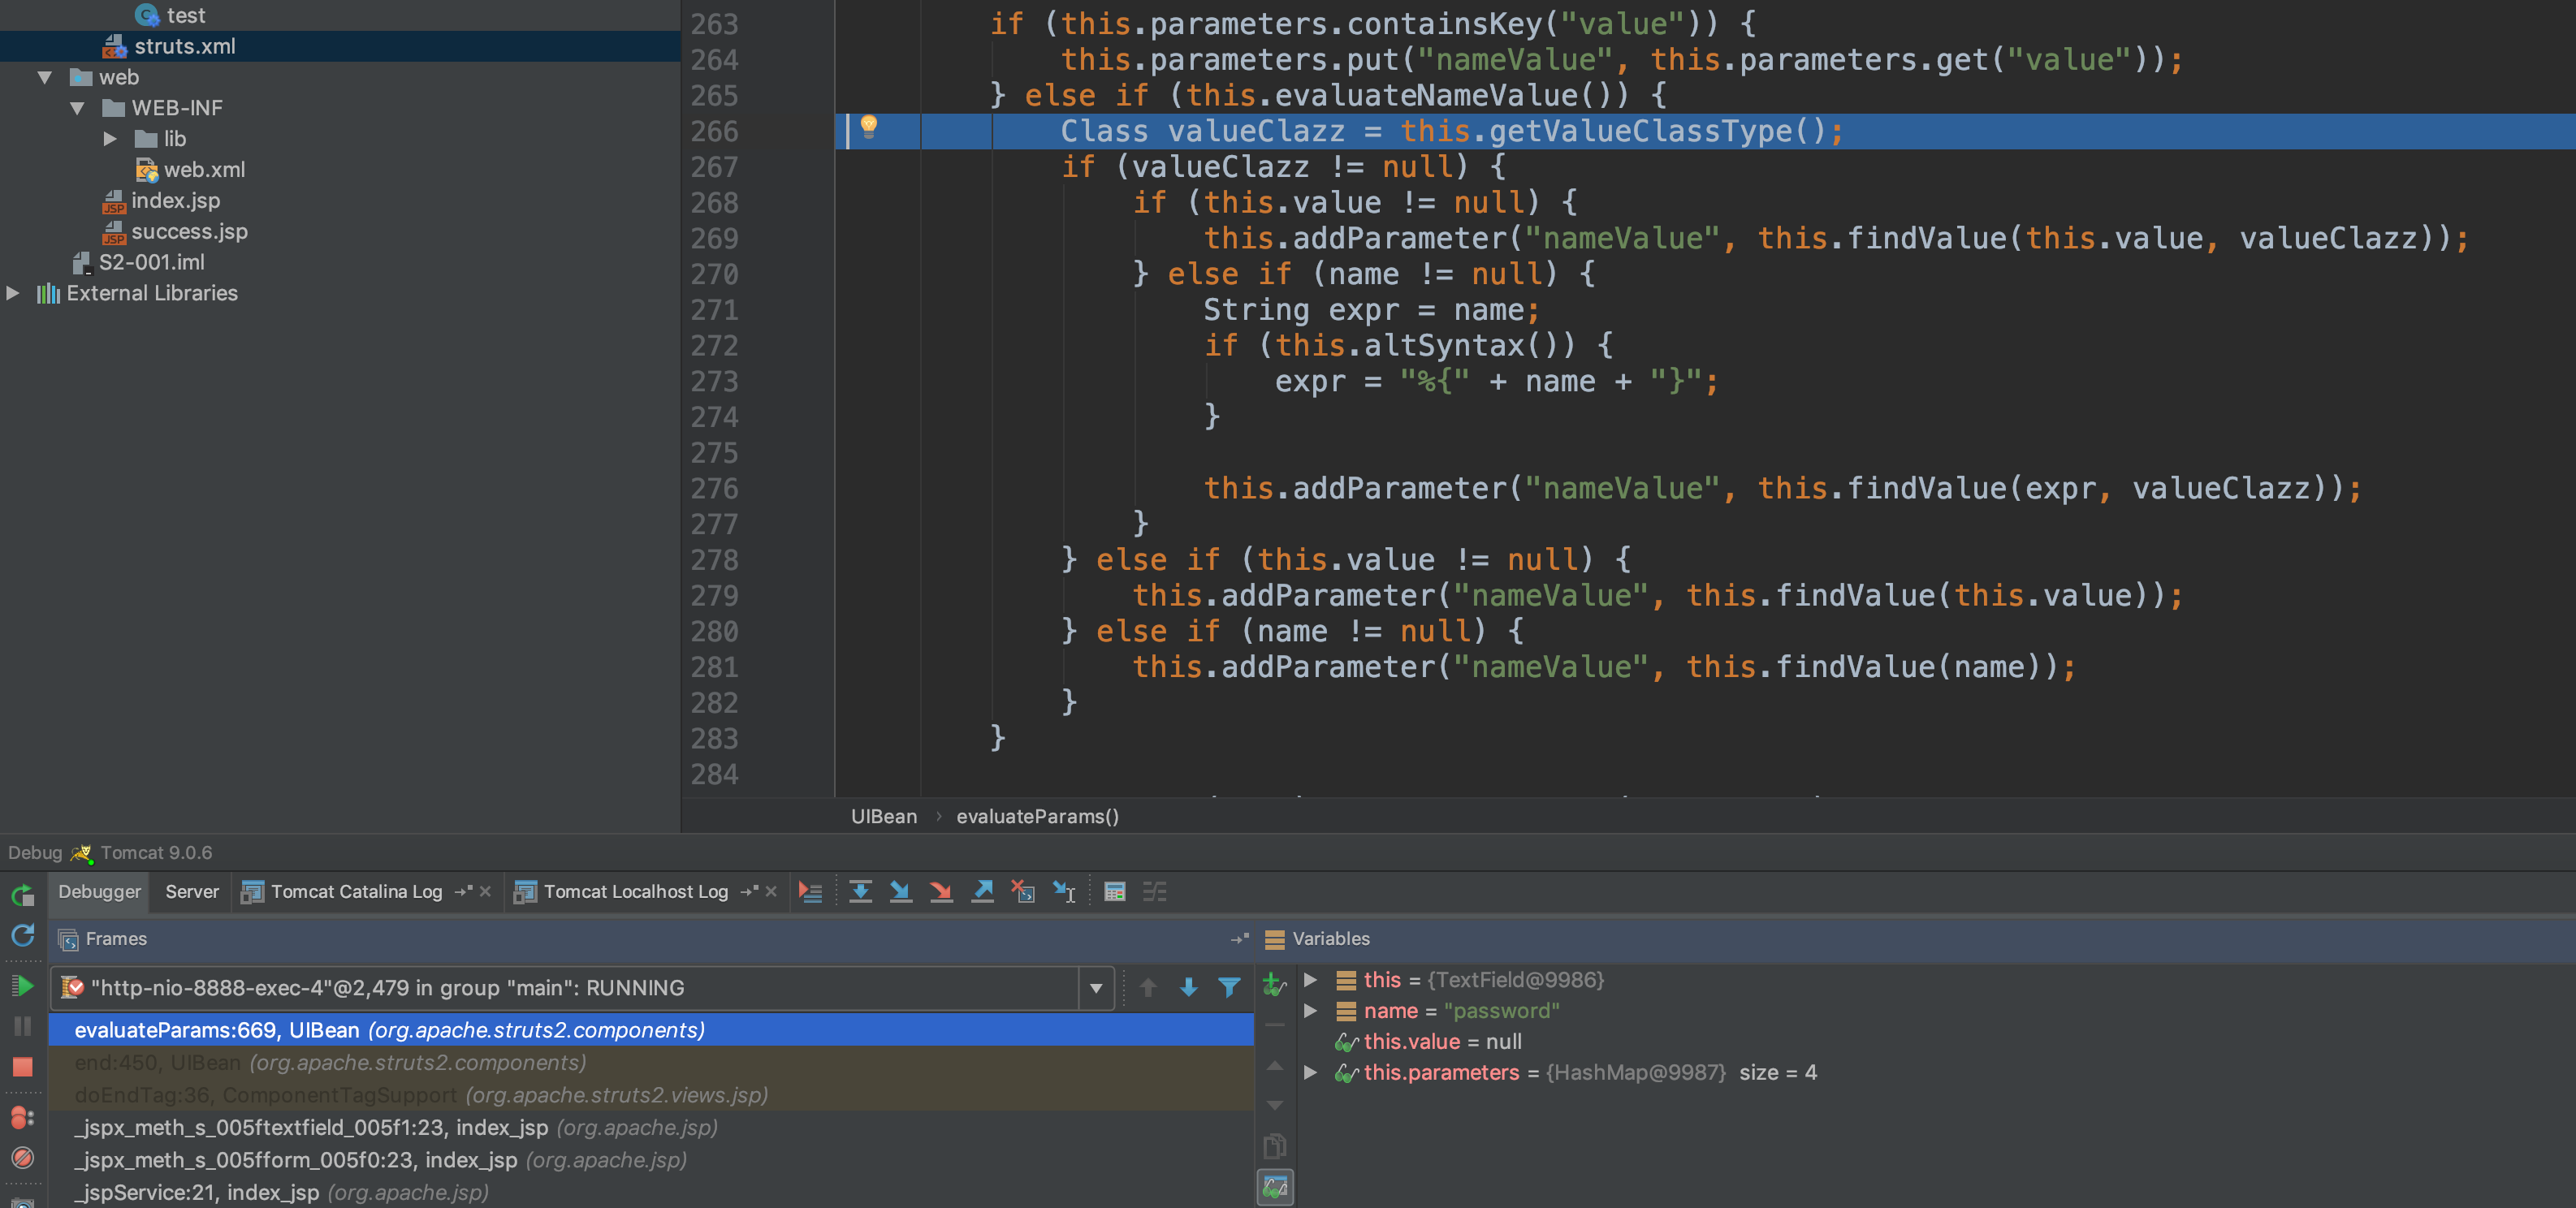 test
struts.xml
web
WEB-INF
lib
web.xml
index.jsp
success.jsp
S2-001.iml
External Libraries
263 if (this.parameters.containsKey("value")) {
264 this.parameters.put("nameValue", this.parameters.get("value"));
265 } else if (this.evaluateNameValue()) {
266 Class valueClazz = this.getValueClassType();
267 if (valueClazz != null) {
268 if (this.value != null) {
269 this.addParameter("nameValue", this.findValue(this.value, valueClazz));
270 } else if (name != null) {
271 String expr = name;
272 if (this.altSyntax()) {
273 expr = "%{" + name + "}";
274 }
275
276 this.addParameter("nameValue", this.findValue(expr, valueClazz));
277 }
278 } else if (this.value != null) {
279 this.addParameter("nameValue", this.findValue(this.value));
280 } else if (name != null) {
281 this.addParameter("nameValue", this.findValue(name));
282 }
283 }
284
UIBean › evaluateParams()
Debug Tomcat 9.0.6
Debugger Server Tomcat Catalina Log Tomcat Localhost Log
Frames
"http-nio-8888-exec-4"@2,479 in group "main": RUNNING
evaluateParams:669, UIBean (org.apache.struts2.components)
end:450, UIBean (org.apache.struts2.components)
doEndTag:36, ComponentTagSupport (org.apache.struts2.views.jsp)
_jspx_meth_s_005ftextfield_005f1:23, index_jsp (org.apache.jsp)
_jspx_meth_s_005fform_005f0:23, index_jsp (org.apache.jsp)
_jspService:21, index_jsp (org.apache.jsp)
Variables
this = {TextField@9986}
name = "password"
this.value = null
this.parameters = {HashMap@9987} size = 4